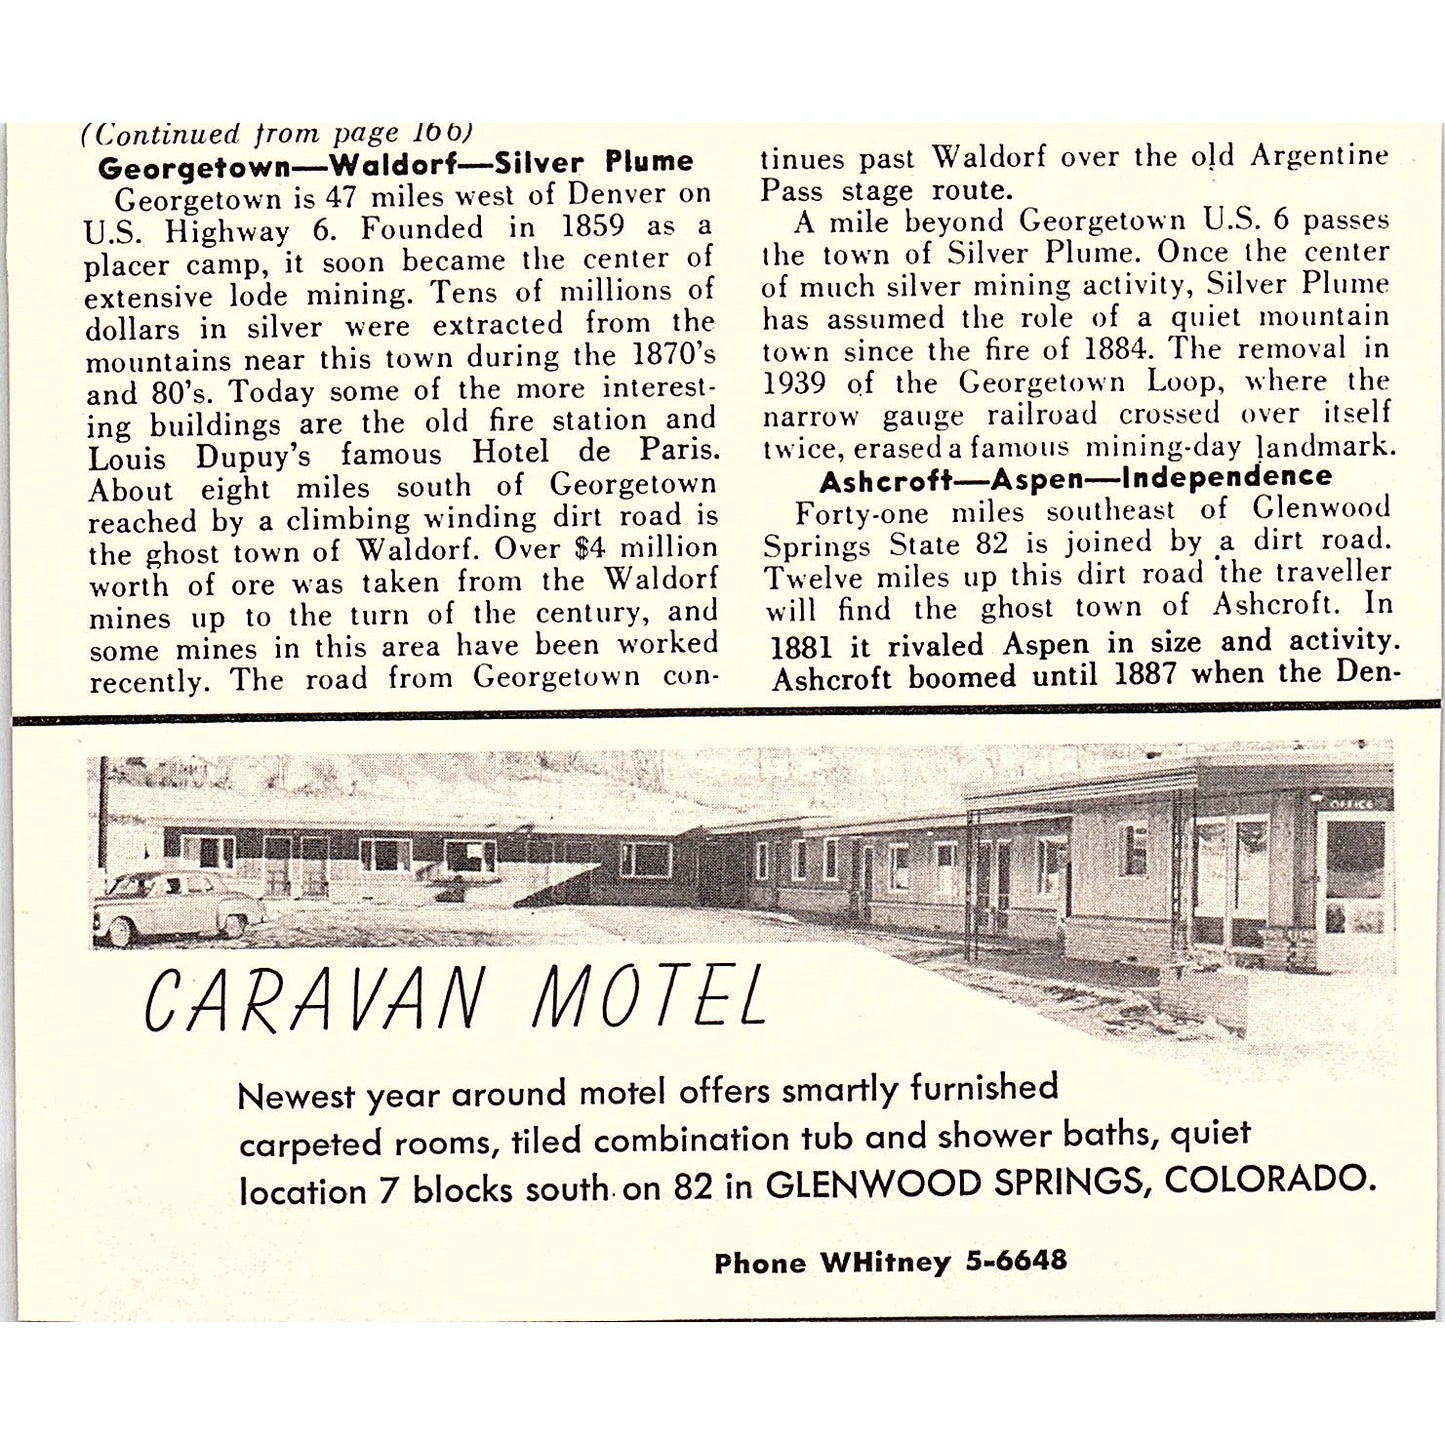 (Continued from page 166)
Georgetown—Waldorf—Silver Plume
Georgetown is 47 miles west of Denver on
U.S. Highway 6. Founded in 1859 as a
placer camp, it soon became the center of
extensive lode mining. Tens of millions of
dollars in silver were extracted from the
mountains near this town during the 1870's
and 80's. Today some of the more interest-
ing buildings are the old fire station and
Louis Dupuy's famous Hotel de Paris.
About eight miles south of Georgetown
reached by a climbing winding dirt road is
the ghost town of Waldorf. Over $4 million
worth of ore was taken from the Waldorf
mines up to the turn of the century, and
some mines in this area have been worked
recently. The road from Georgetown con-
tinues past Waldorf over the old Argentine
Pass stage route.
A mile beyond Georgetown U.S. 6 passes
the town of Silver Plume. Once the center
of much silver mining activity, Silver Plume
has assumed the role of a quiet mountain
town since the fire of 1884. The removal in
1939 of the Georgetown Loop, where the
narrow gauge railroad crossed over itself
twice, erased a famous mining-day landmark.
Ashcroft—Aspen—Independence
Forty-one miles southeast of Glenwood
Springs State 82 is joined by a dirt road.
Twelve miles up this dirt road the traveller
will find the ghost town of Ashcroft. In
1881 it rivaled Aspen in size and activity.
Ashcroft boomed until 1887 when the Den-
OFFICE
CARAVAN MOTEL
Newest year around motel offers smartly furnished
carpeted rooms, tiled combination tub and shower baths, quiet
location 7 blocks south on 82 in GLENWOOD SPRINGS, COLORADO.
Phone WHitney 5-6648